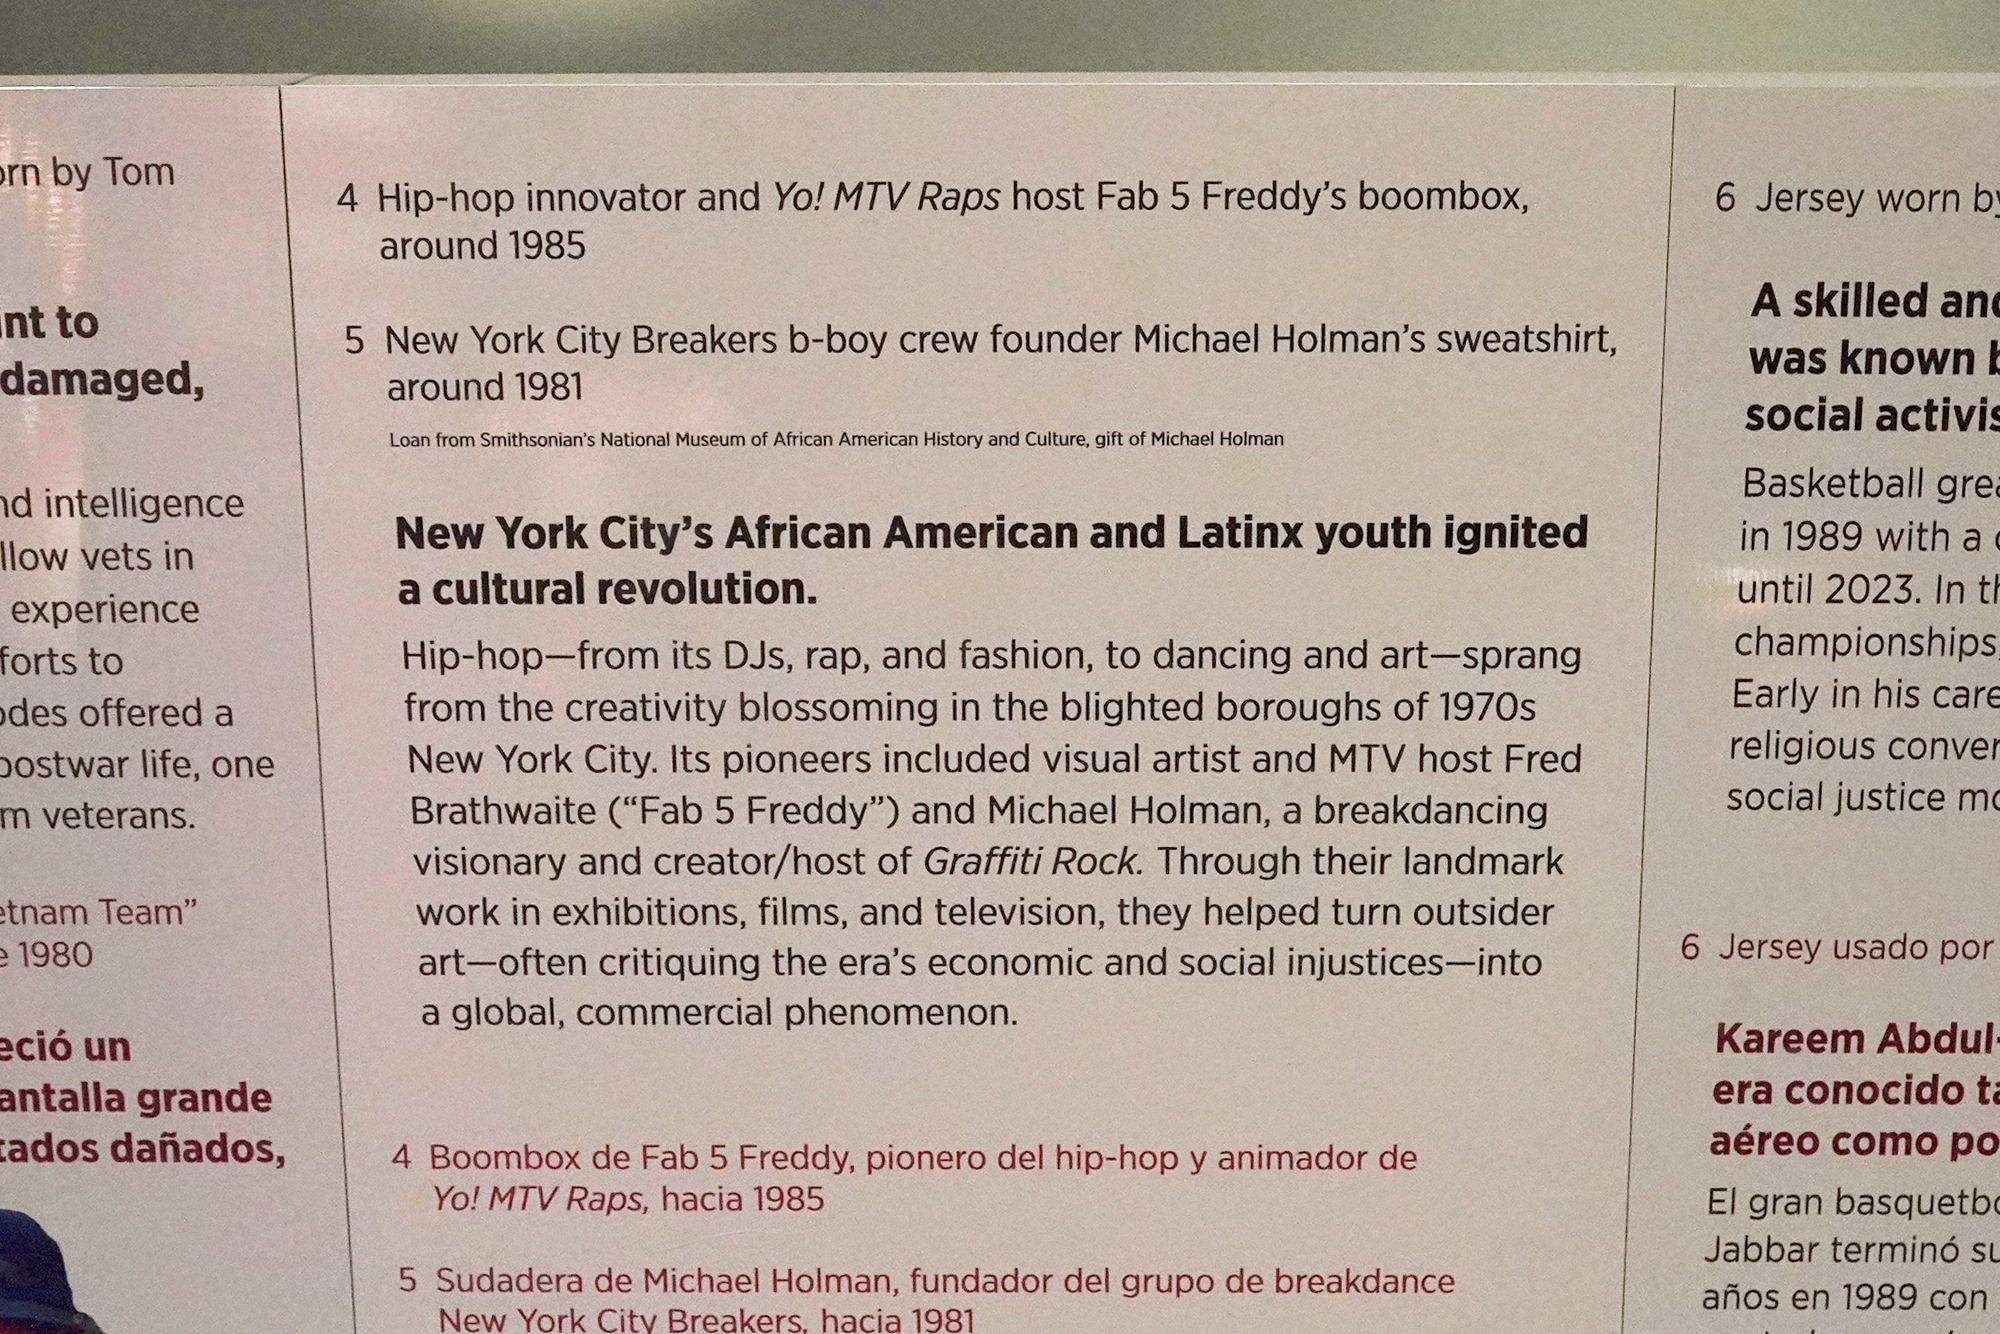 orn by Tom
int to
damaged,
nd intelligence
llow vets in
experience
forts to
odes offered a
postwar life, one
m veterans.
etnam Team”
e 1980
eció un
antalla grande
tados dañados,
4 Hip-hop innovator and Yo! MTV Raps host Fab 5 Freddy’s boombox,
around 1985
5 New York City Breakers b-boy crew founder Michael Holman’s sweatshirt,
around 1981
Loan from Smithsonian’s National Museum of African American History and Culture, gift of Michael Holman
New York City’s African American and Latinx youth ignited
a cultural revolution.
Hip-hop—from its DJs, rap, and fashion, to dancing and art—sprang
from the creativity blossoming in the blighted boroughs of 1970s
New York City. Its pioneers included visual artist and MTV host Fred
Brathwaite (“Fab 5 Freddy”) and Michael Holman, a breakdancing
visionary and creator/host of Graffiti Rock. Through their landmark
work in exhibitions, films, and television, they helped turn outsider
art—often critiquing the era’s economic and social injustices—into
a global, commercial phenomenon.
4 Boombox de Fab 5 Freddy, pionero del hip-hop y animador de
Yo! MTV Raps, hacia 1985
5 Sudadera de Michael Holman, fundador del grupo de breakdance
New York City Breakers, hacia 1981
6 Jersey worn by
A skilled and
was known b
social activis
Basketball grea
in 1989 with a c
until 2023. In th
championships,
Early in his care
religious conver
social justice mo
6 Jersey usado por
Kareem Abdul-
era conocido ta
aéreo como po
El gran basquetbo
Jabbar terminó su
años en 1989 con